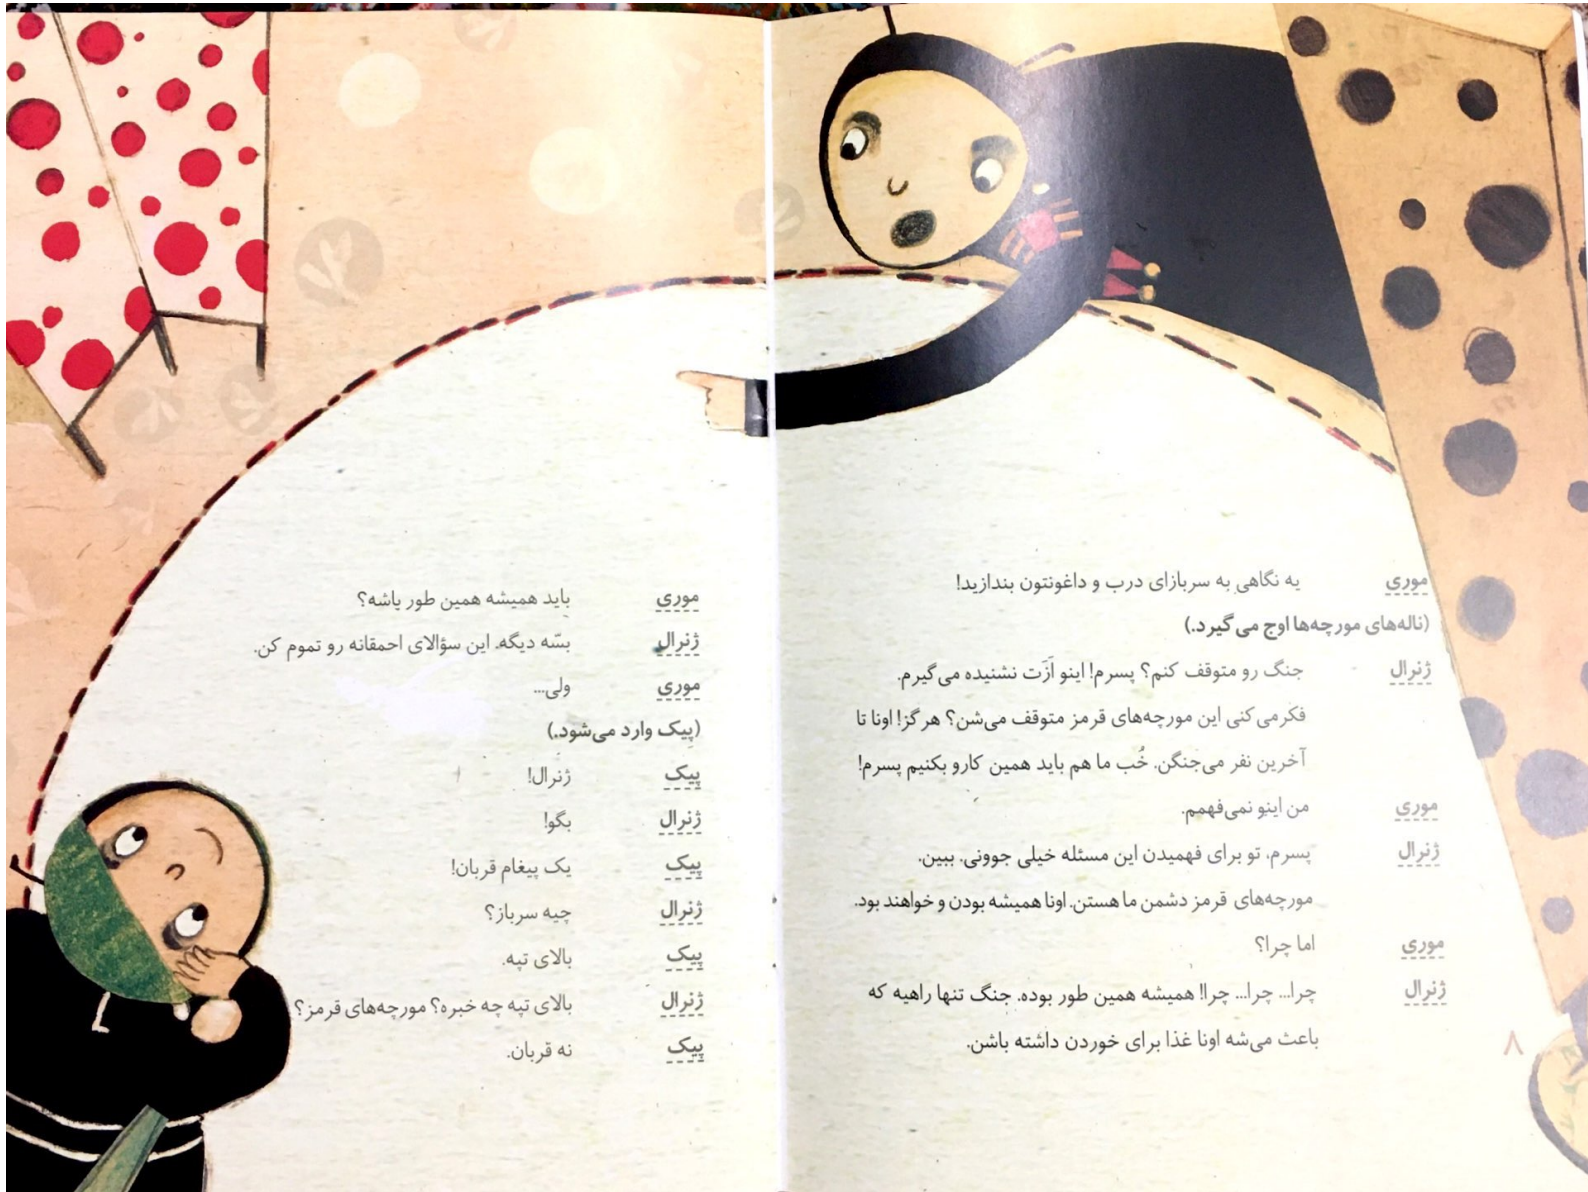 موری یه نگاهی به سربازای درب و داغونتون بندازید!
(ناله‌های مورچه‌ها اوج می‌گیرد.)
ژنرال جنگ رو متوقف کنم؟ پسرم! اینو اَزَت نشنیده می‌گیرم.
فکرمی‌کنی این مورچه‌های قرمز متوقف می‌شن؟ هرگز! اونا تا
آخرین نفر می‌جنگن. خُب ما هم باید همین کارو بکنیم پسرم!
موری من اینو نمی‌فهمم.
ژنرال پسرم، تو برای فهمیدن این مسئله خیلی جوونی. ببین.
مورچه‌های قرمز دشمن ما هستن. اونا همیشه بودن و خواهند بود.
موری اما چرا؟
ژنرال چرا... چرا... چرا! همیشه همین طور بوده. جنگ تنها راهیه که
باعث می‌شه اونا غذا برای خوردن داشته باشن.
۸
موری باید همیشه همین طور باشه؟
ژنرال بسّه دیگه. این سؤالای احمقانه رو تموم کن.
موری ولی...
(پیک وارد می‌شود.)
پیک ژنرال!
ژنرال بگو!
پیک یک پیغام قربان!
ژنرال چیه سرباز؟
پیک بالای تپه.
ژنرال بالای تپه چه خبره؟ مورچه‌های قرمز؟
پیک نه قربان.